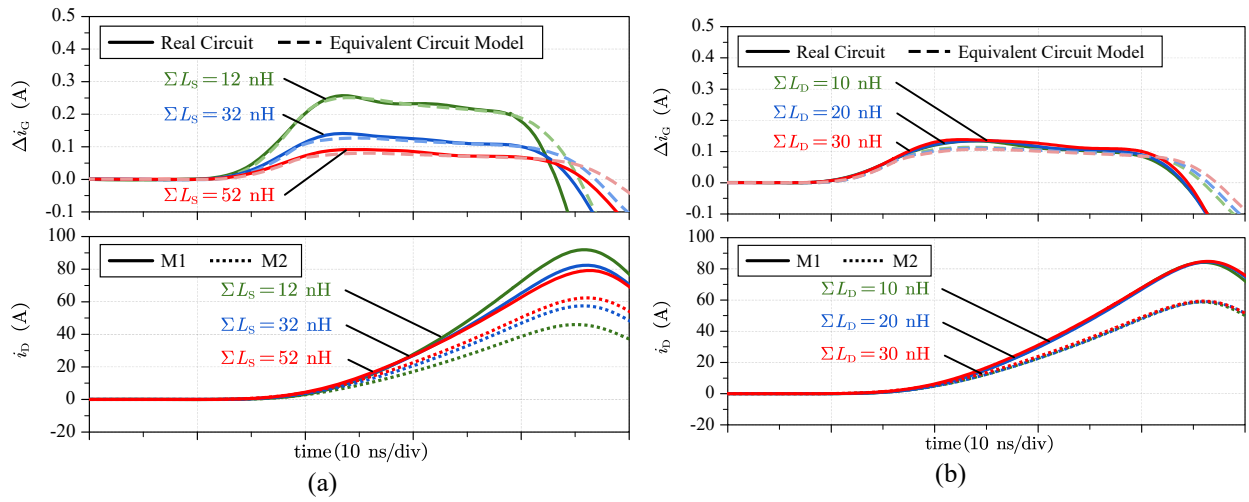 0.5
0.4
0.3
0.2
0.1
0.0
-0.1
Δi_G (A)
Real Circuit
Equivalent Circuit Model
ΣL_S = 12 nH
ΣL_S = 32 nH
ΣL_S = 52 nH
100
80
60
40
20
0
-20
i_D (A)
M1
M2
ΣL_S = 12 nH
ΣL_S = 32 nH
ΣL_S = 52 nH
time(10 ns/div)
(a)
0.5
0.4
0.3
0.2
0.1
0.0
-0.1
Δi_G (A)
Real Circuit
Equivalent Circuit Model
ΣL_D = 10 nH
ΣL_D = 20 nH
ΣL_D = 30 nH
100
80
60
40
20
0
-20
i_D (A)
M1
M2
ΣL_D = 10 nH
ΣL_D = 20 nH
ΣL_D = 30 nH
time(10 ns/div)
(b)